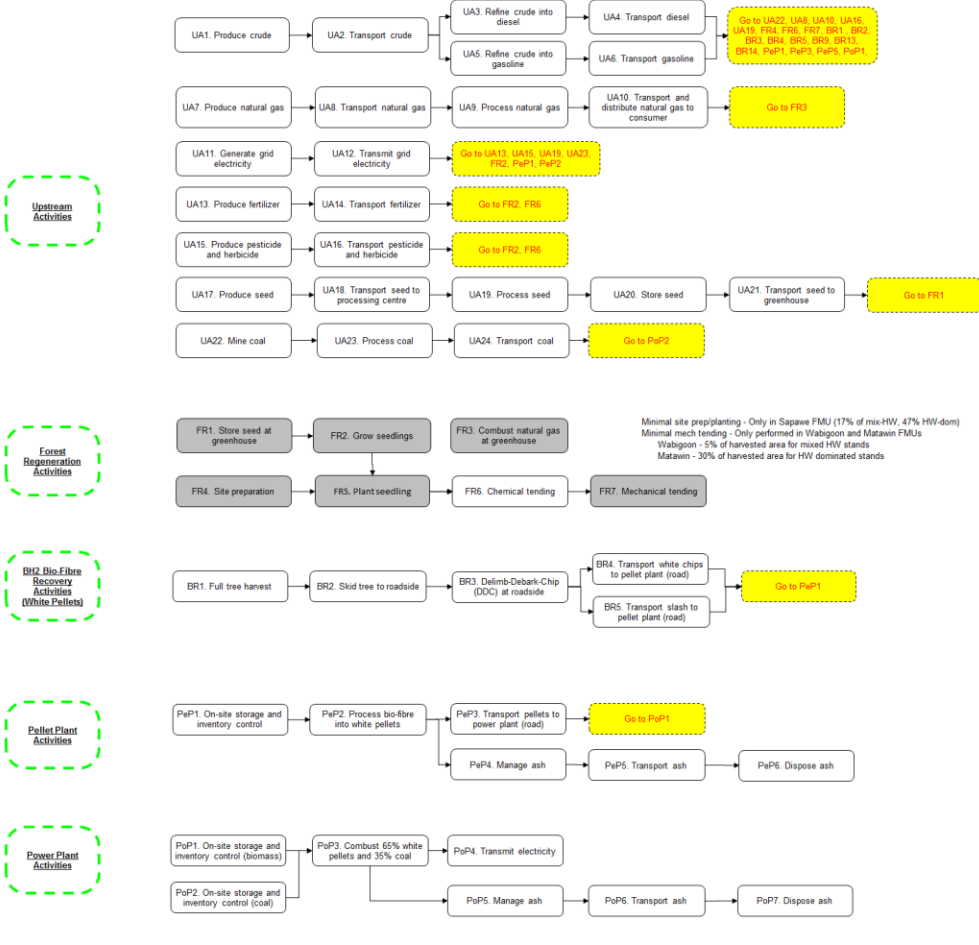 UA1. Produce crude
UA2. Transport crude
UA3. Refine crude into
diesel
UA4. Transport diesel
UA5. Refine crude into
gasoline
UA6. Transport gasoline
Go to UA22, UA8, UA10, UA16,
UA19, FR4, FR6, FR7, BR1 , BR2,
BR3, BR4, BR5, BR9, BR13,
BR14, PeP1, PeP3, PeP5, PoP1,
UA7. Produce natural gas
UA8. Transport natural gas
UA9. Process natural gas
UA10. Transport and
distribute natural gas to
consumer
Go to FR3
UA11. Generate grid
electricity
UA12. Transmit grid
electricity
Go to UA13, UA15, UA19, UA23,
FR2, PeP1, PeP2
Upstream
Activities
UA13. Produce fertilizer
UA14. Transport fertilizer
Go to FR2, FR6
UA15. Produce pesticide
and herbicide
UA16. Transport pesticide
and herbicide
Go to FR2, FR6
UA17. Produce seed
UA18. Transport seed to
processing centre
UA19. Process seed
UA20. Store seed
UA21. Transport seed to
greenhouse
Go to FR1
UA22. Mine coal
UA23. Process coal
UA24. Transport coal
Go to PoP2
Forest
Regeneration
Activities
FR1. Store seed at
greenhouse
FR2. Grow seedlings
FR3. Combust natural gas
at greenhouse
Minimal site prep/planting - Only in Sapawe FMU (17% of mix-HW, 47% HW-dom)
Minimal mech tending - Only performed in Wabigoon and Matawin FMUs
Wabigoon - 5% of harvested area for mixed HW stands
Matawin - 30% of harvested area for HW dominated stands
FR4. Site preparation
FR5. Plant seedling
FR6. Chemical tending
FR7. Mechanical tending
BH2 Bio-Fibre
Recovery
Activities
(White Pellets)
BR1. Full tree harvest
BR2. Skid tree to roadside
BR3. Delimb-Debark-Chip
(DDC) at roadside
BR4. Transport white chips
to pellet plant (road)
BR5. Transport slash to
pellet plant (road)
Go to PeP1
Pellet Plant
Activities
PeP1. On-site storage and
inventory control
PeP2. Process bio-fibre
into white pellets
PeP3. Transport pellets to
power plant (road)
Go to PoP1
PeP4. Manage ash
PeP5. Transport ash
PeP6. Dispose ash
Power Plant
Activities
PoP1. On-site storage and
inventory control (biomass)
PoP2. On-site storage and
inventory control (coal)
PoP3. Combust 65% white
pellets and 35% coal
PoP4. Transmit electricity
PoP5. Manage ash
PoP6. Transport ash
PoP7. Dispose ash